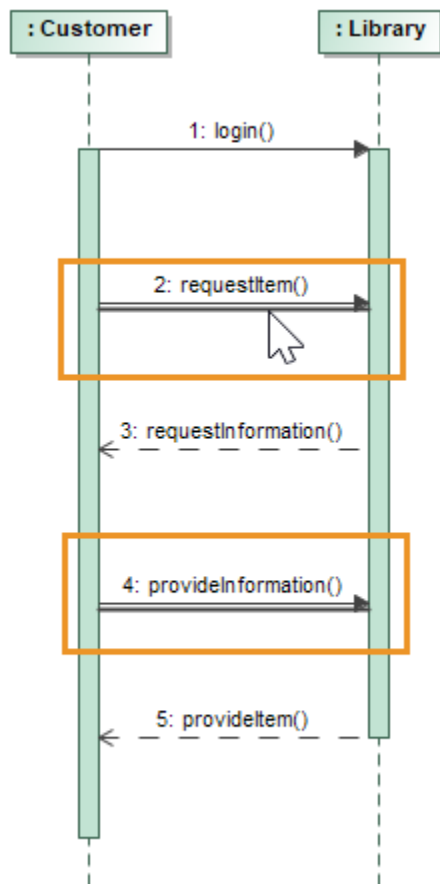 : Customer
: Library
1: login()
2: requestItem()
3: requestInformation()
4: provideInformation()
5: provideItem()